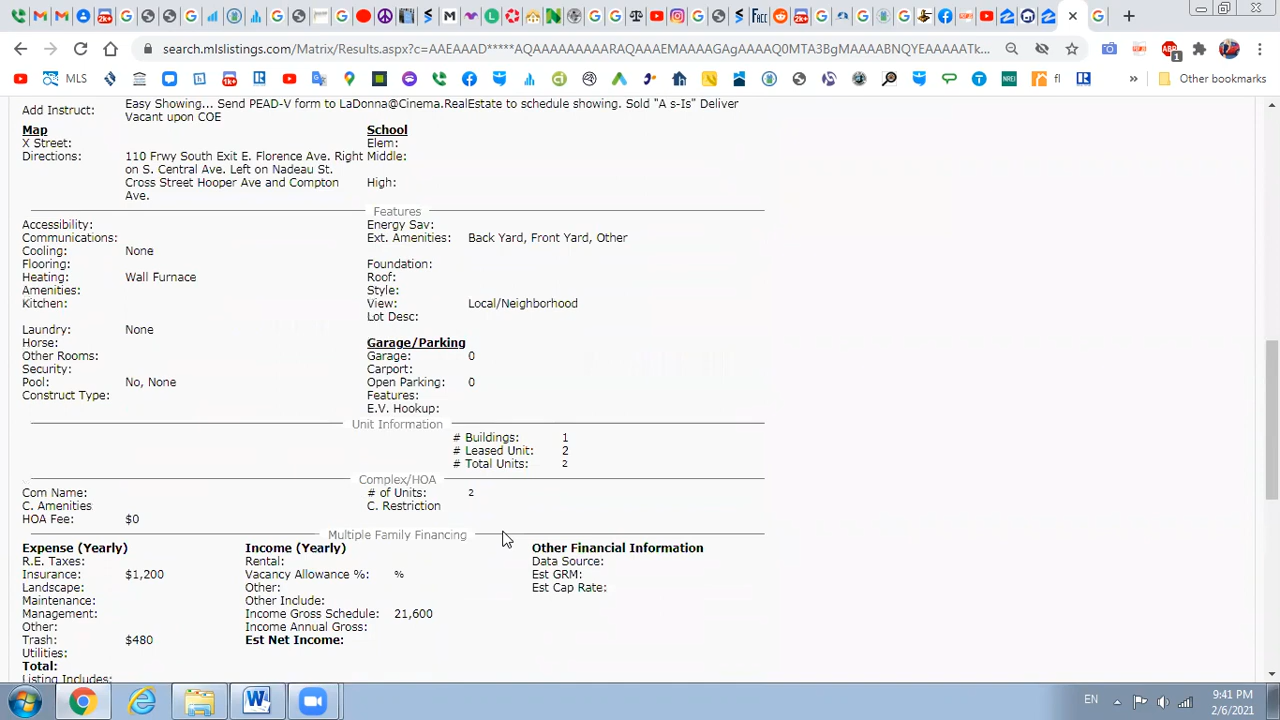 search.mlslistings.com/Matrix/Results.aspx?c=AAEAAAD*****AQAAAAAAAAARAQAAAEMAAAAGAgAAAAQ0MTA3BgMAAAABNQYEAAAAATk...
MLS
fl
» Other bookmarks
Add Instruct: Easy Showing... Send PEAD-V form to LaDonna@Cinema.RealEstate to schedule showing. Sold "A s-Is" Deliver
Vacant upon COE
Map School
X Street: Elem:
Directions: 110 Frwy South Exit E. Florence Ave. Right Middle:
on S. Central Ave. Left on Nadeau St.
Cross Street Hooper Ave and Compton High:
Ave.
Features
Accessibility: Energy Sav:
Communications: Ext. Amenities: Back Yard, Front Yard, Other
Cooling: None
Flooring: Foundation:
Heating: Wall Furnace Roof:
Amenities: Style:
Kitchen: View: Local/Neighborhood
Lot Desc:
Laundry: None
Horse: Garage/Parking
Other Rooms: Garage: 0
Security: Carport:
Pool: No, None Open Parking: 0
Construct Type: Features:
E.V. Hookup:
Unit Information
# Buildings: 1
# Leased Unit: 2
# Total Units: 2
Complex/HOA
Com Name: # of Units: 2
C. Amenities C. Restriction
HOA Fee: $0
Multiple Family Financing
Expense (Yearly) Income (Yearly) Other Financial Information
R.E. Taxes: Rental: Data Source:
Insurance: $1,200 Vacancy Allowance %: % Est GRM:
Landscape: Other: Est Cap Rate:
Maintenance: Other Include:
Management: Income Gross Schedule: 21,600
Other: Income Annual Gross:
Trash: $480 Est Net Income:
Utilities:
Total:
Listing Includes:
EN
9:41 PM
2/6/2021